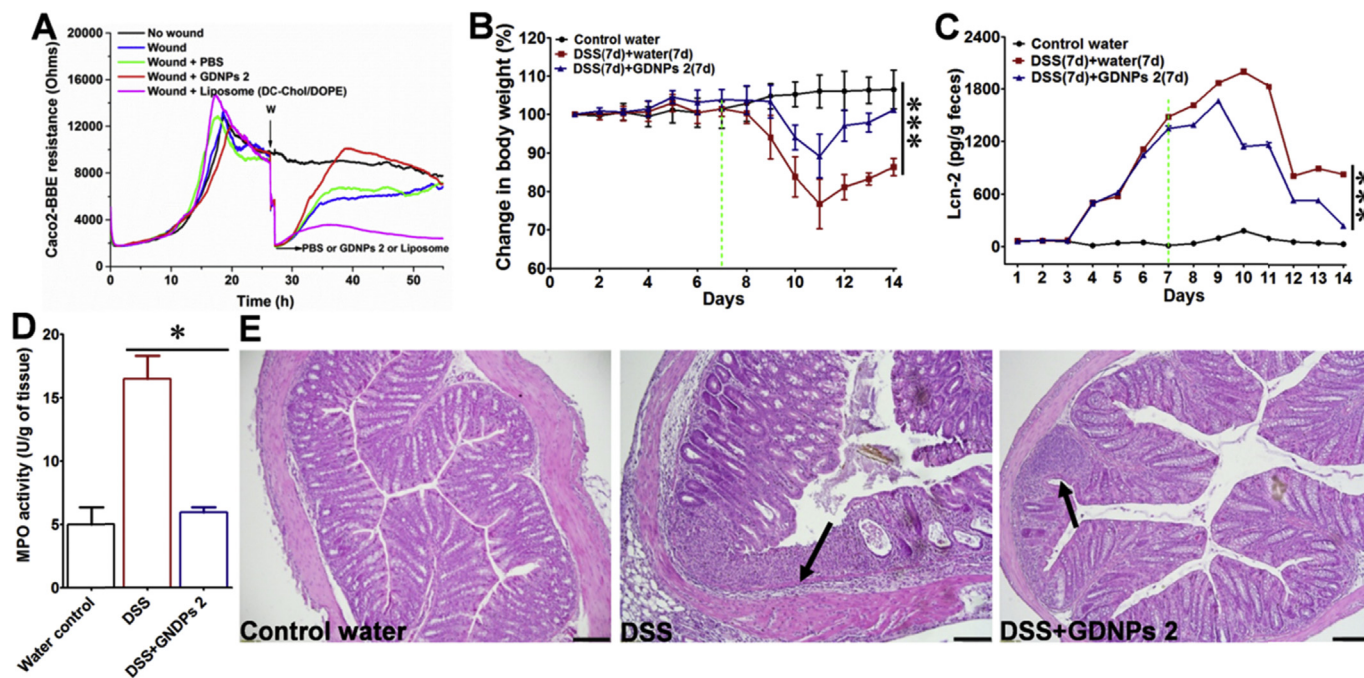 A
No wound
Wound
Wound + PBS
Wound + GDNPs 2
Wound + Liposome (DC-Chol/DOPE)
Caco2-BBE resistance (Ohms)
20000
16000
12000
8000
4000
0
W
PBS or GDNPs 2 or Liposome
0 10 20 30 40 50
Time (h)
B
Control water
DSS(7d)+water(7d)
DSS(7d)+GDNPs 2(7d)
Change in body weight (%)
120
110
100
90
80
70
60
***
0 2 4 6 8 10 12 14
Days
C
Control water
DSS(7d)+water(7d)
DSS(7d)+GDNPs 2(7d)
Lcn-2 (pg/g feces)
2400
1800
1200
600
0
***
1 2 3 4 5 6 7 8 9 10 11 12 13 14
Days
D
MPO activity (U/g of tissue)
20
15
10
5
0
*
Water control
DSS
DSS+GNDPs 2
E
Control water
DSS
DSS+GDNPs 2